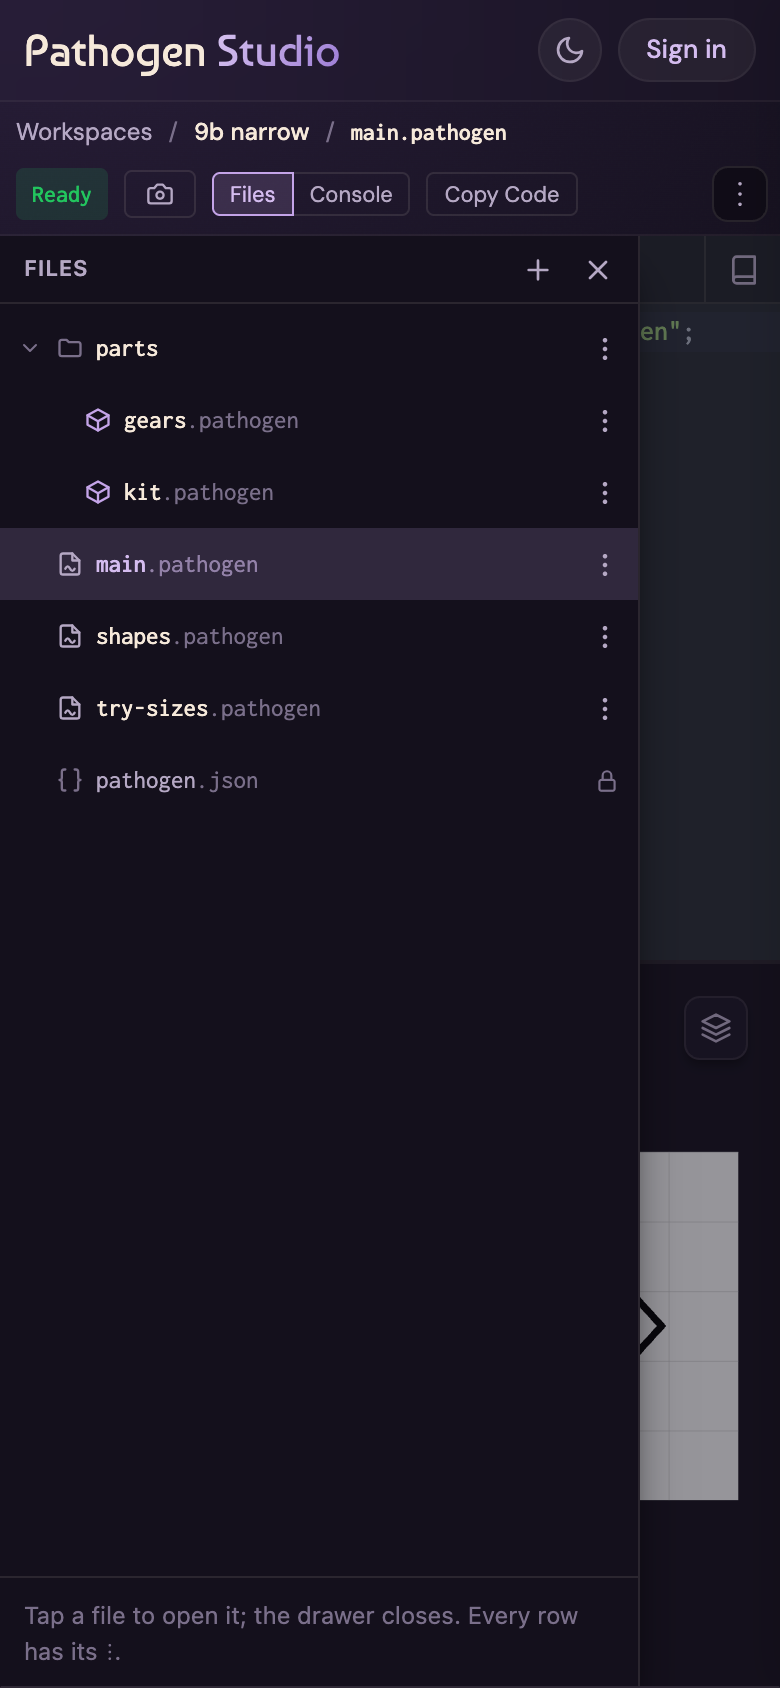 Pathogen Studio
Sign in
Workspaces / 9b narrow / main.pathogen
Ready
Files
Console
Copy Code
FILES
en";
parts
gears.pathogen
kit.pathogen
main.pathogen
shapes.pathogen
try-sizes.pathogen
{} pathogen.json
Tap a file to open it; the drawer closes. Every row
has its ⋮.